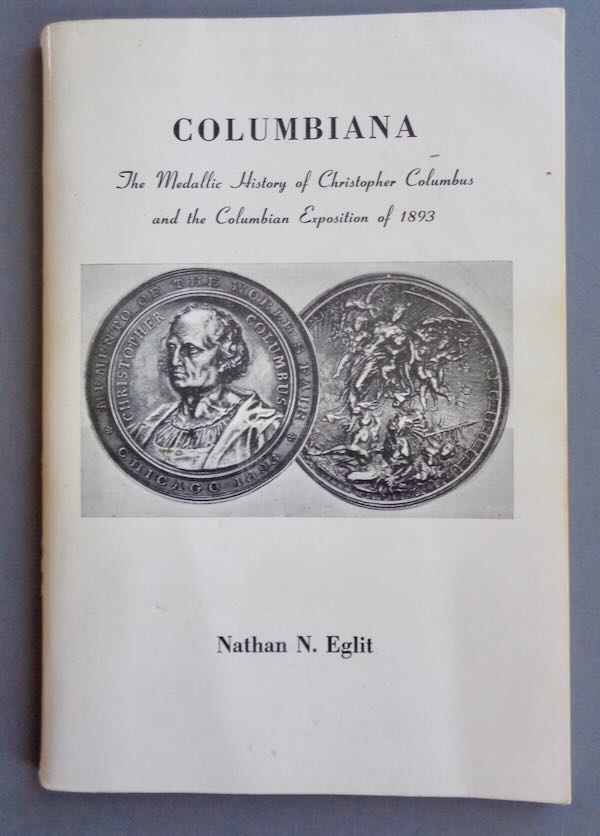 COLUMBIANA
The Medallic History of Christopher Columbus
and the Columbian Exposition of 1893
MEMENTO OF THE WORLD'S FAIR
CHRISTOPHER COLUMBUS
CHICAGO 1893
Nathan N. Eglit